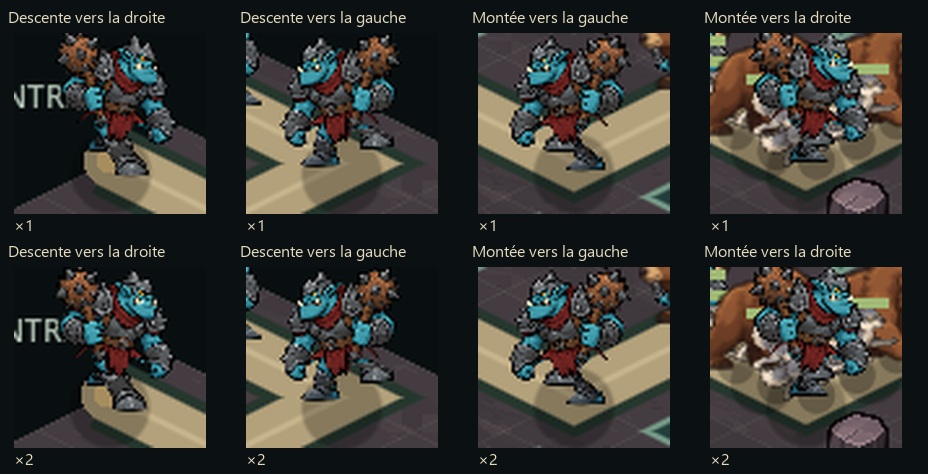 Descente vers la droite
Descente vers la gauche
Montée vers la gauche
Montée vers la droite
NTR
×1
×1
×1
×1
Descente vers la droite
Descente vers la gauche
Montée vers la gauche
Montée vers la droite
NTR
×2
×2
×2
×2